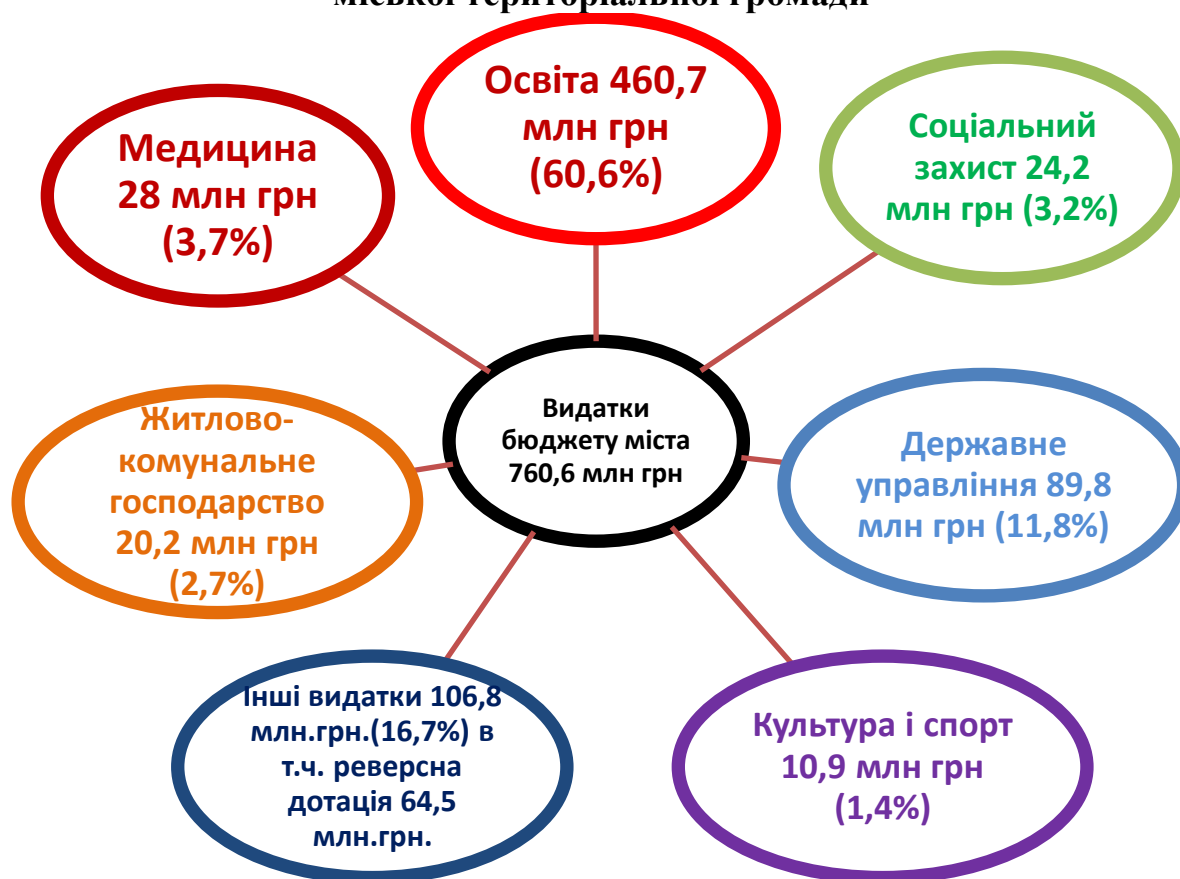 міської територіальної громади
Освіта 460,7
млн грн
(60,6%)
Медицина
28 млн грн
(3,7%)
Соціальний
захист 24,2
млн грн (3,2%)
Видатки
бюджету міста
760,6 млн грн
Житлово-
комунальне
господарство
20,2 млн грн
(2,7%)
Державне
управління 89,8
млн грн (11,8%)
Інші видатки 106,8
млн.грн.(16,7%) в
т.ч. реверсна
дотація 64,5
млн.грн.
Культура і спорт
10,9 млн грн
(1,4%)